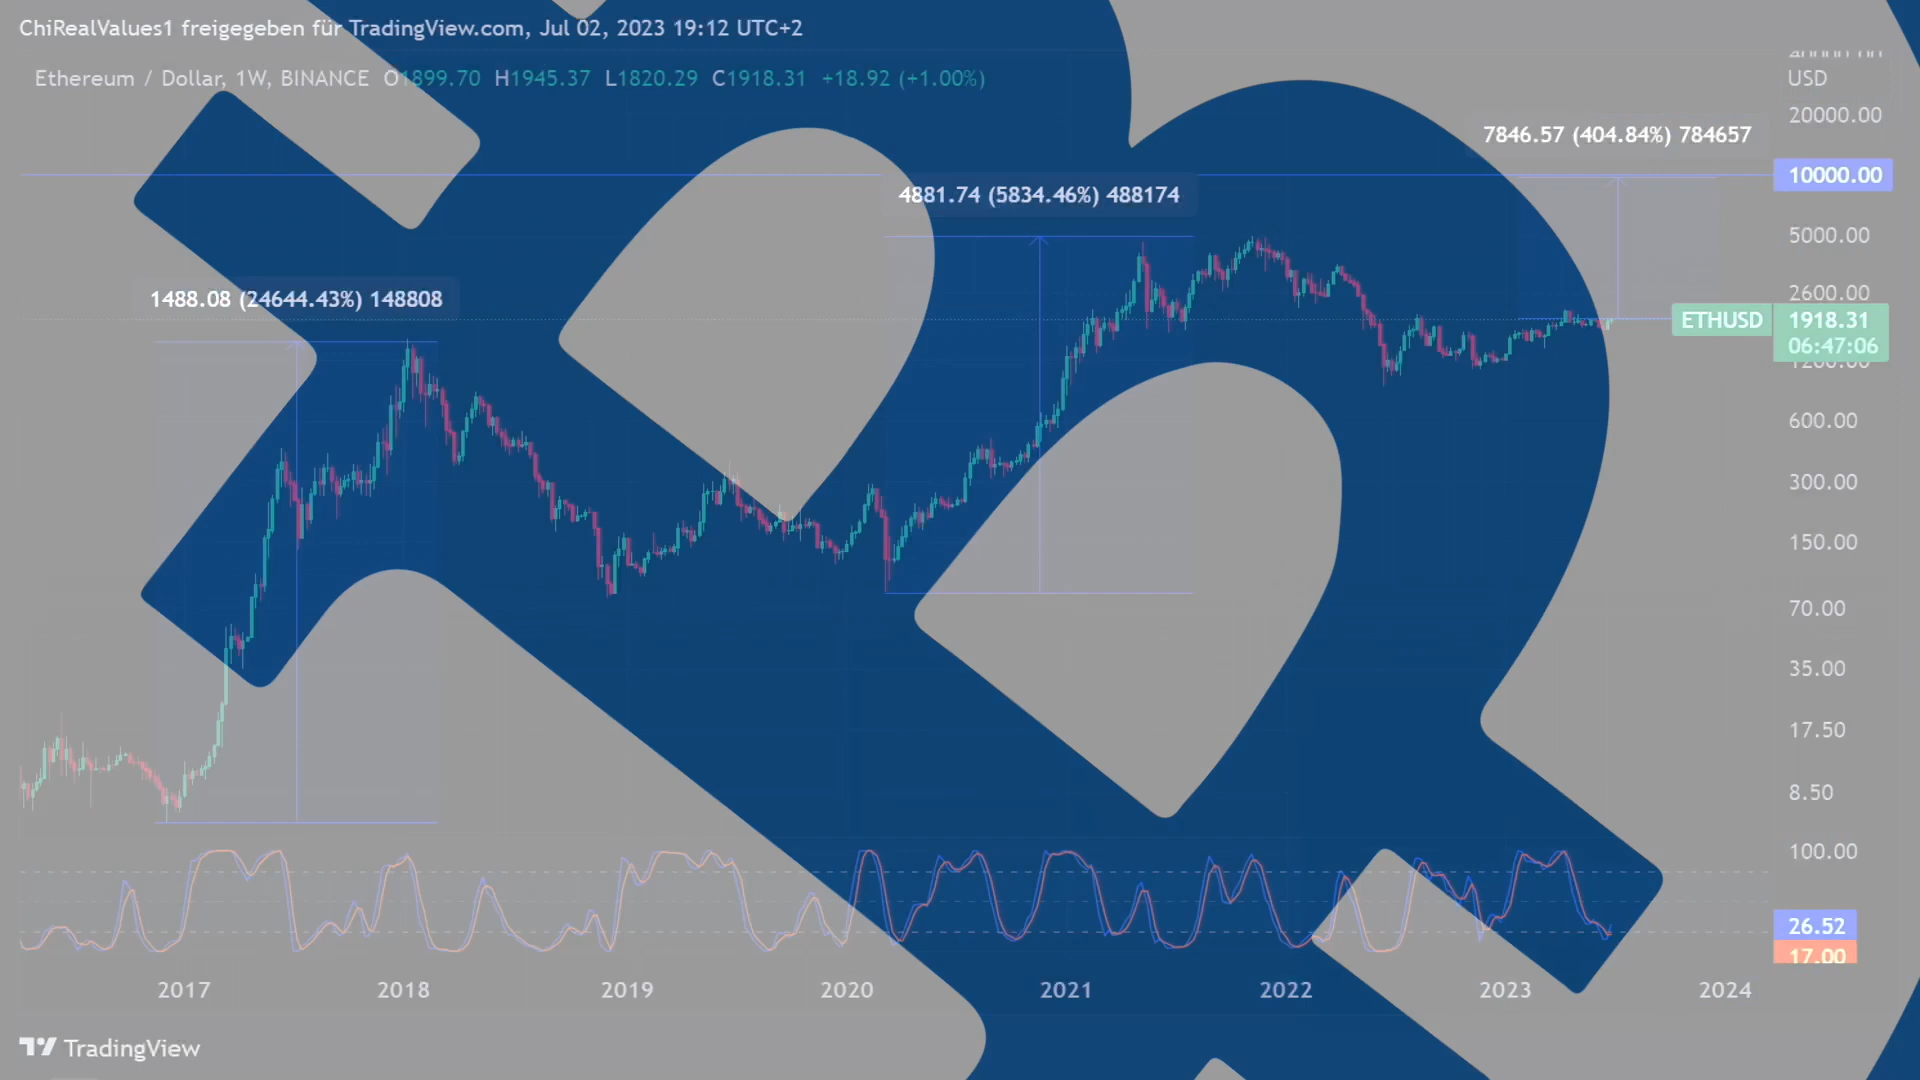 ChiRealValues1 freigegeben für TradingView.com, Jul 02, 2023 19:12 UTC+2
Ethereum / Dollar, 1W, BINANCE O1899.70 H1945.37 L1820.29 C1918.31 +18.92 (+1.00%)
USD
20000.00
7846.57 (404.84%) 784657
10000.00
4881.74 (5834.46%) 488174
5000.00
2600.00
1488.08 (24644.43%) 148808
ETHUSD 1918.31
06:47:06
600.00
300.00
150.00
70.00
35.00
17.50
8.50
100.00
26.52
17.00
2017 2018 2019 2020 2021 2022 2023 2024
TradingView